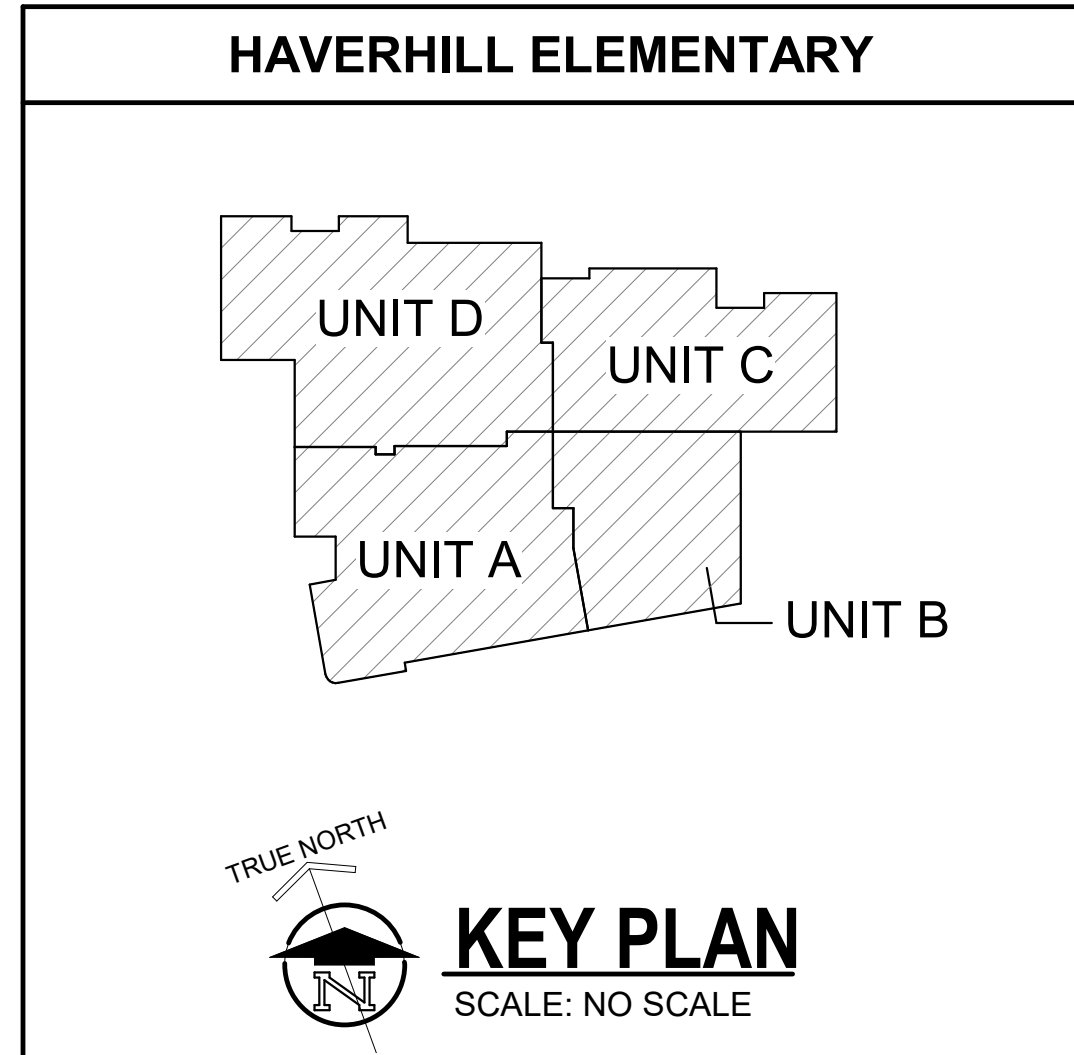 HAVERHILL ELEMENTARY
UNIT D
UNIT C
UNIT A
UNIT B
TRUE NORTH
N
KEY PLAN
SCALE: NO SCALE